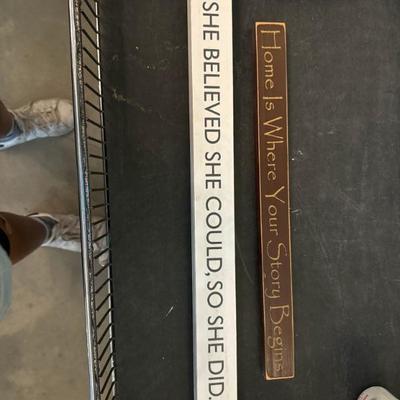 SHE BELIEVED SHE COULD, SO SHE DID.
Home Is Where Your Story Begins.